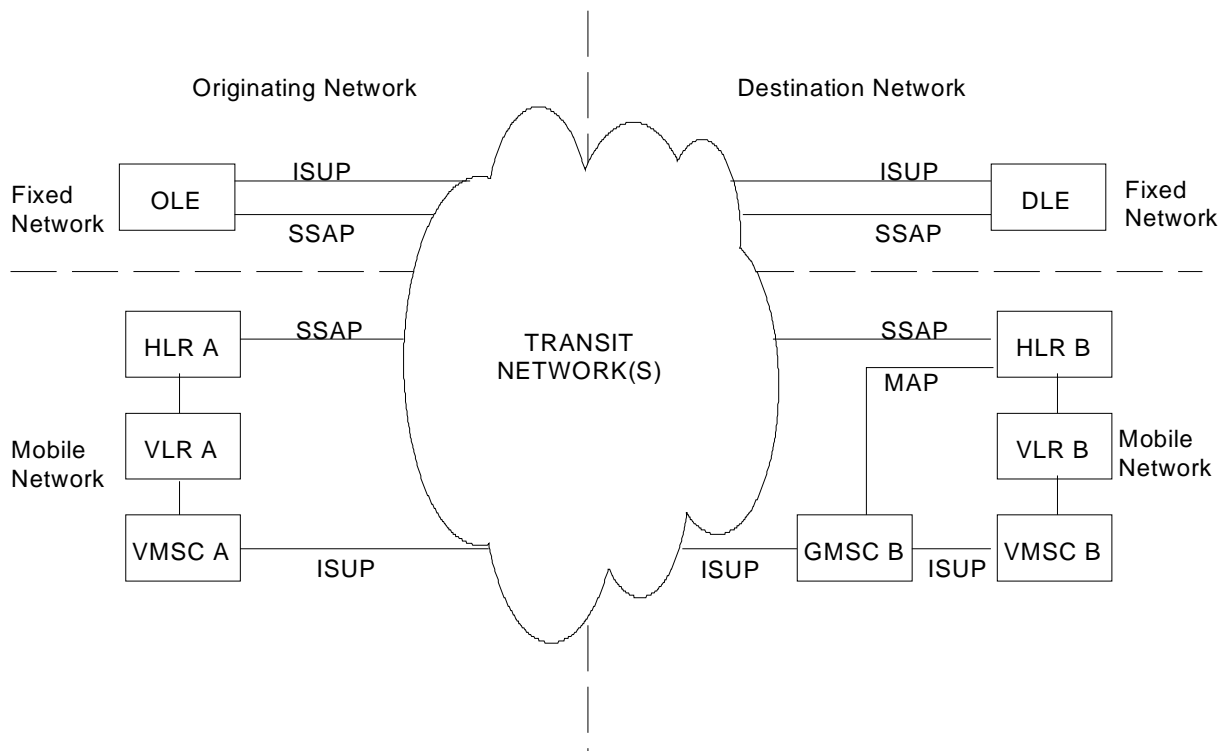 Originating Network
Destination Network
ISUP
ISUP
Fixed
Network
OLE
DLE
Fixed
Network
SSAP
SSAP
HLR A
SSAP
TRANSIT
NETWORK(S)
SSAP
HLR B
MAP
Mobile
Network
VLR A
VLR B
Mobile
Network
VMSC A
ISUP
ISUP
GMSC B
ISUP
VMSC B